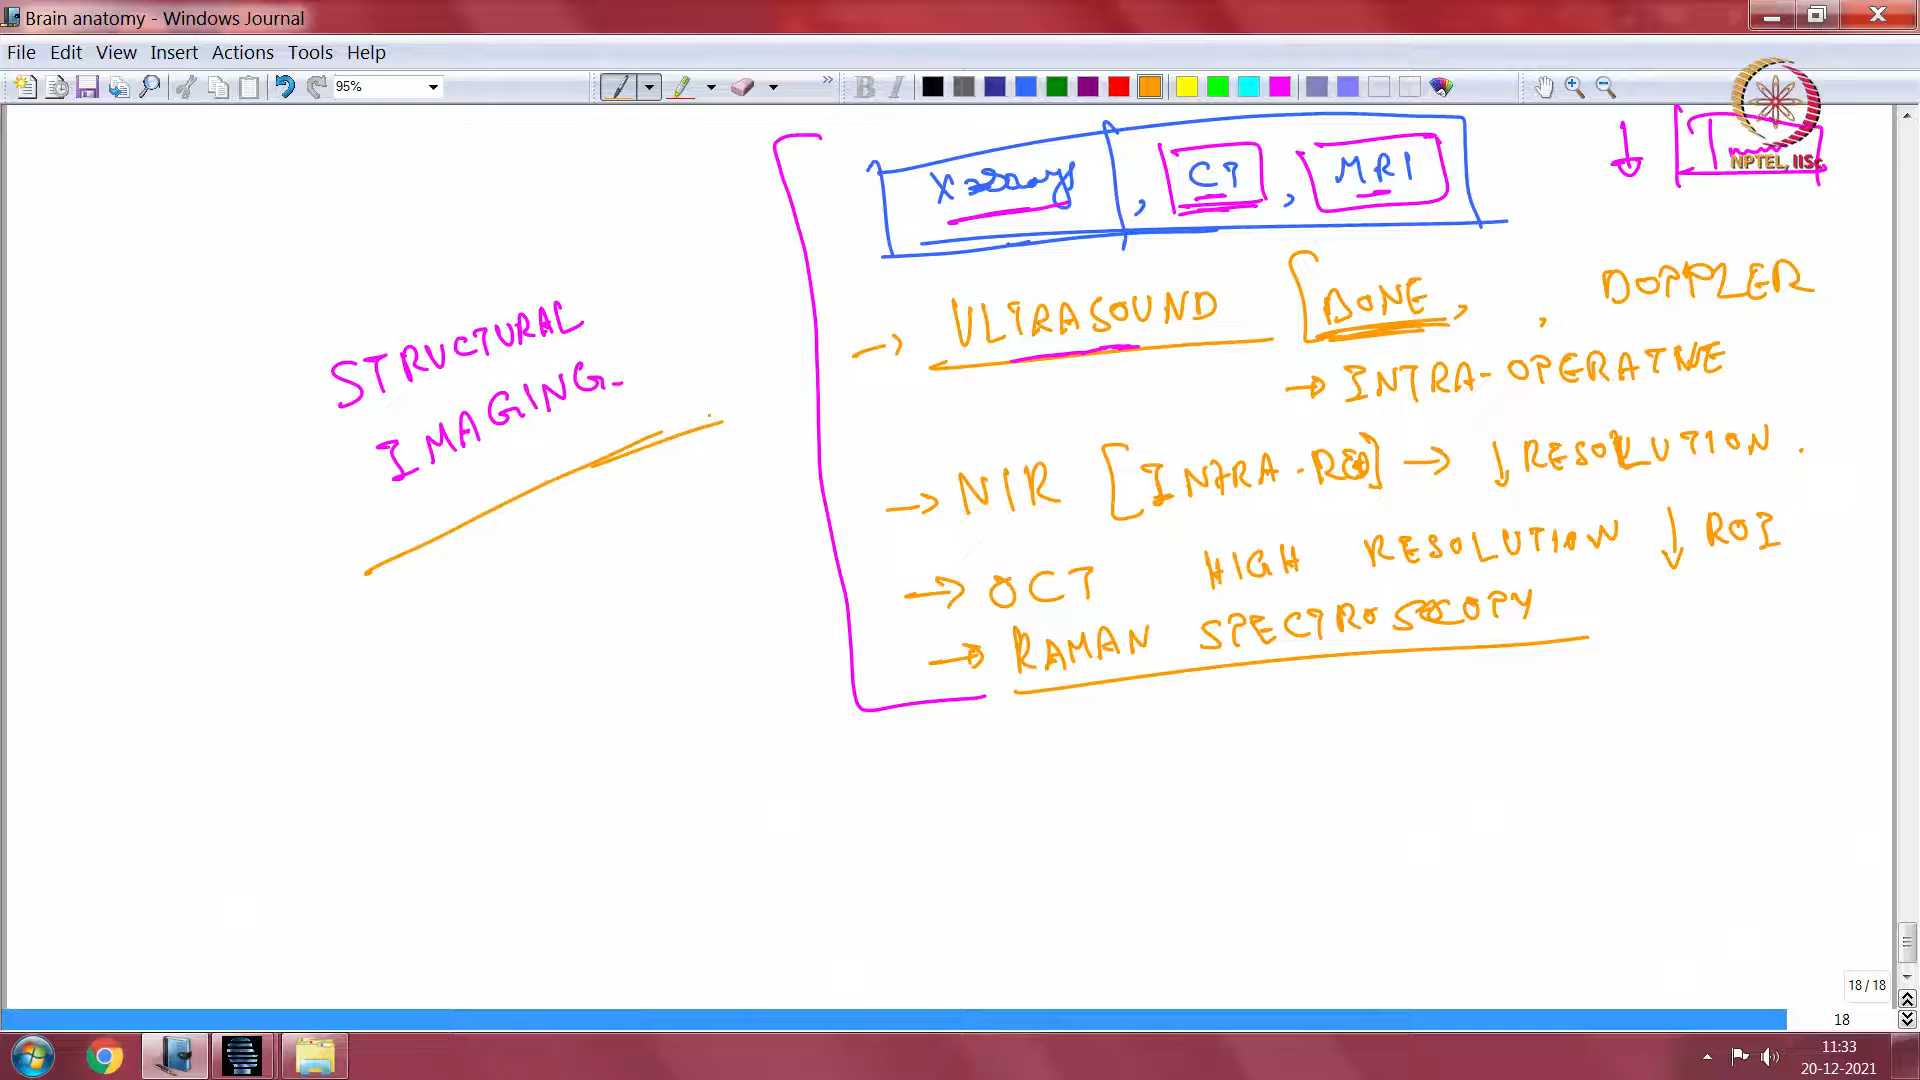 Brain anatomy - Windows Journal
File Edit View Insert Actions Tools Help
95%
B I
NPTEL, IISc
X-rays , CT , MRI
→ ULTRASOUND [BONE, , DOPPLER
→ INTRA-OPERATIVE
STRUCTURAL
IMAGING.
→ NIR [INFRA-RED] → ↓ RESOLUTION.
→ OCT HIGH RESOLUTION ↓ ROI
→ RAMAN SPECTROSCOPY
18 / 18
18
11:33
20-12-2021